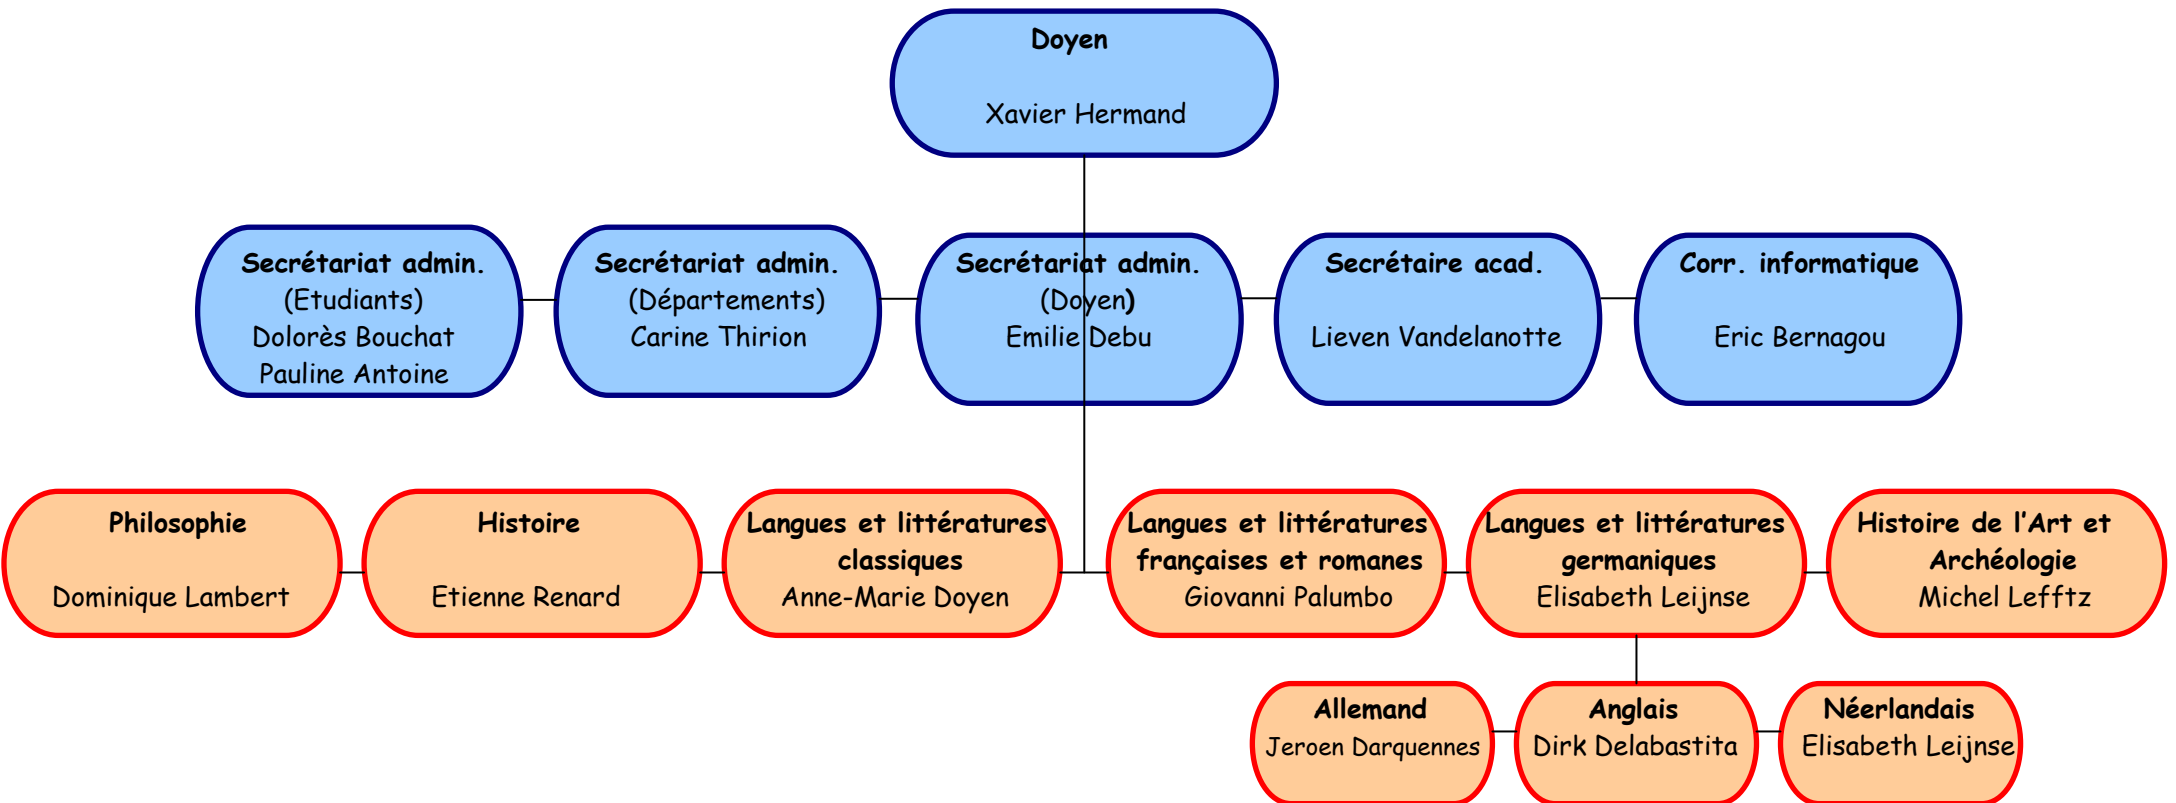 Doyen
Xavier Hermand
Secrétariat admin.
(Etudiants)
Dolorès Bouchat
Pauline Antoine
Secrétariat admin.
(Départements)
Carine Thirion
Secrétariat admin.
(Doyen)
Emilie Debu
Secrétaire acad.
Lieven Vandelanotte
Corr. informatique
Eric Bernagou
Philosophie
Dominique Lambert
Histoire
Etienne Renard
Langues et littératures
classiques
Anne-Marie Doyen
Langues et littératures
françaises et romanes
Giovanni Palumbo
Langues et littératures
germaniques
Elisabeth Leijnse
Histoire de l'Art et
Archéologie
Michel Lefftz
Allemand
Jeroen Darquennes
Anglais
Dirk Delabastita
Néerlandais
Elisabeth Leijnse